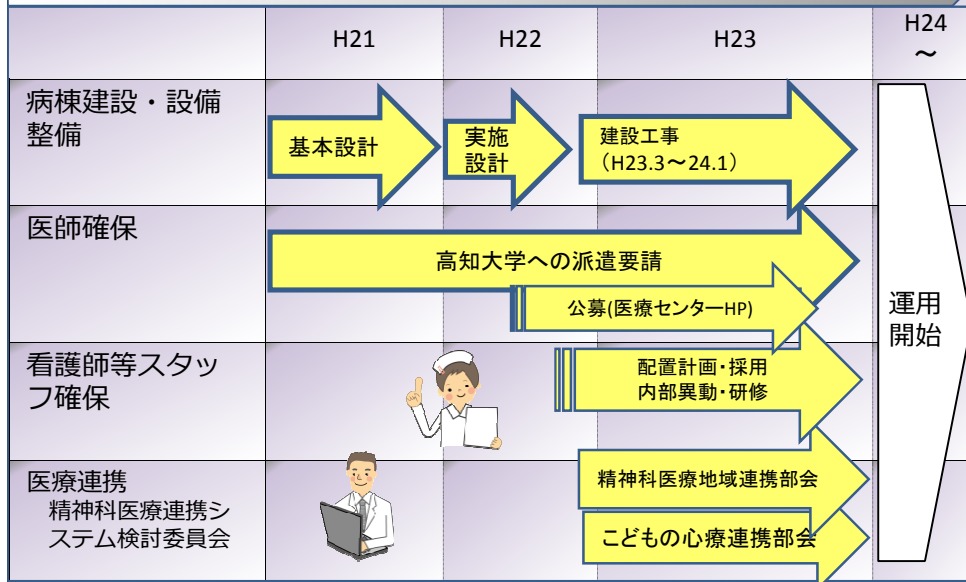 H21
H22
H23
H24
～
病棟建設・設備
整備
基本設計
実施
設計
建設工事
(H23.3～24.1)
医師確保
高知大学への派遣要請
公募(医療センターHP)
看護師等スタッ
フ確保
配置計画・採用
内部異動・研修
医療連携
精神科医療連携シ
ステム検討委員会
精神科医療地域連携部会
こどもの心療連携部会
運用
開始